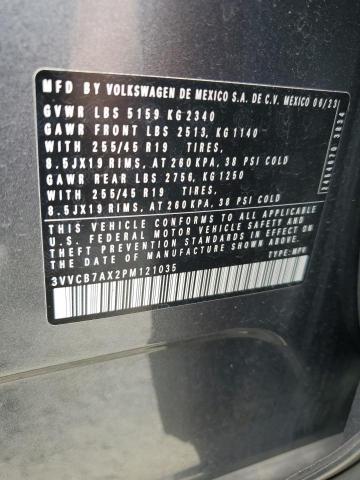 MFD BY VOLKSWAGEN DE MEXICO S.A. DE C.V. MÉXICO 06/23
GVWR LBS 5159 KG 2340
GAWR FRONT LBS 2513, KG 1140
WITH 255/45 R19 TIRES,
8.5JX19 RIMS, AT 260 KPA, 38 PSI COLD
GAWR REAR LBS 2756, KG 1250
WITH 255/45 R19 TIRES,
8.5JX19 RIMS, AT 260 KPA, 38 PSI COLD
THIS VEHICLE CONFORMS TO ALL APPLICABLE
U.S. FEDERAL MOTOR VEHICLE SAFETY AND
THEFT PREVENTION STANDARDS IN EFFECT ON
THE DATE OF MANUFACTURE SHOWN ABOVE
TYPE: MPV
3VVCB7AX2PM121035